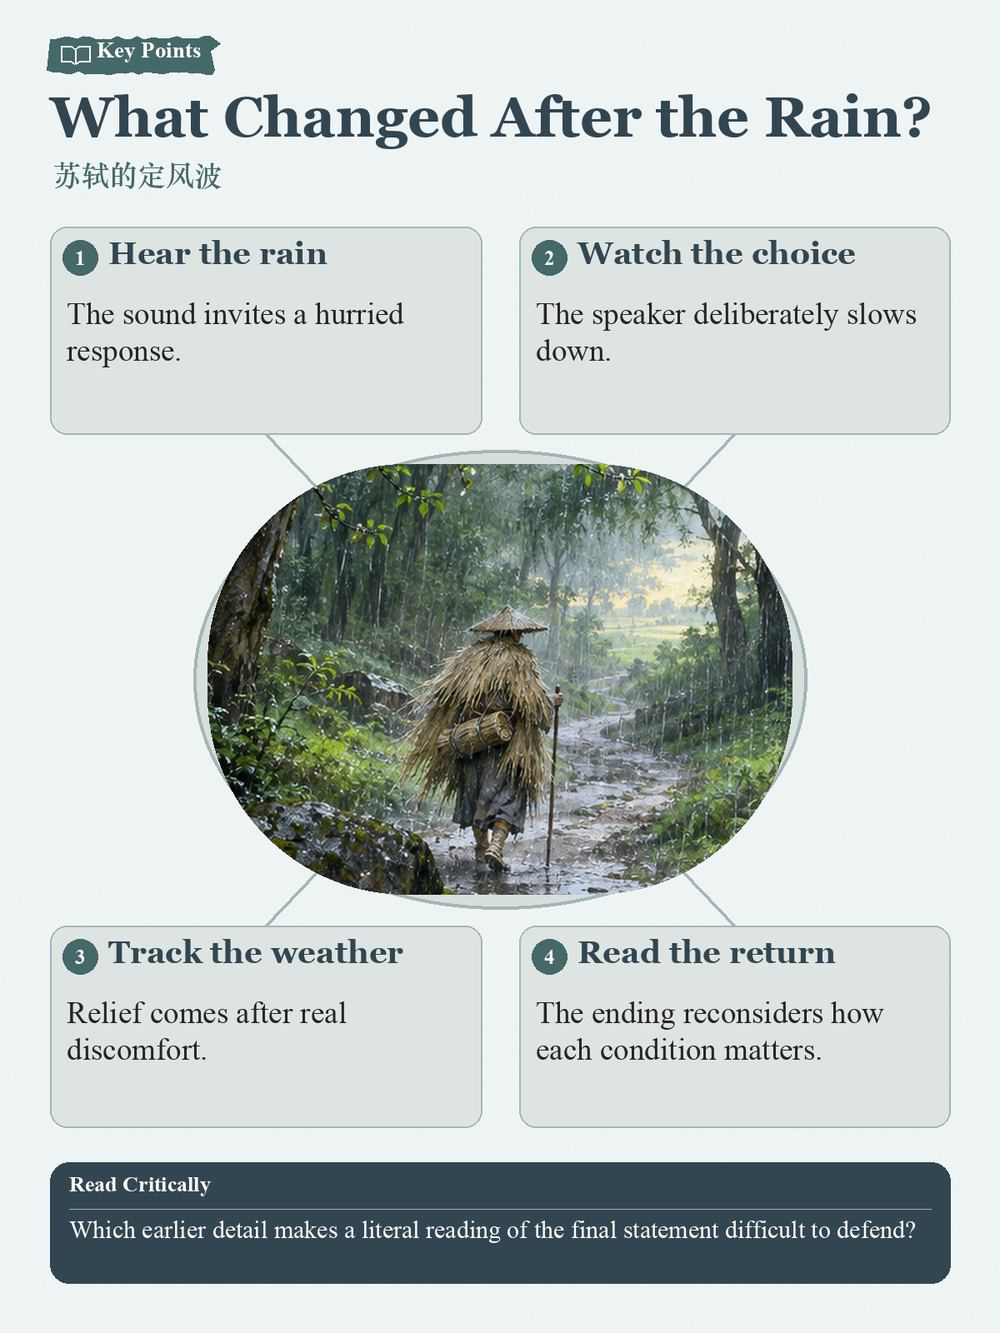 Key Points
What Changed After the Rain?
苏轼的定风波
1 Hear the rain
The sound invites a hurried
response.
2 Watch the choice
The speaker deliberately slows
down.
3 Track the weather
Relief comes after real
discomfort.
4 Read the return
The ending reconsiders how
each condition matters.
Read Critically
Which earlier detail makes a literal reading of the final statement difficult to defend?